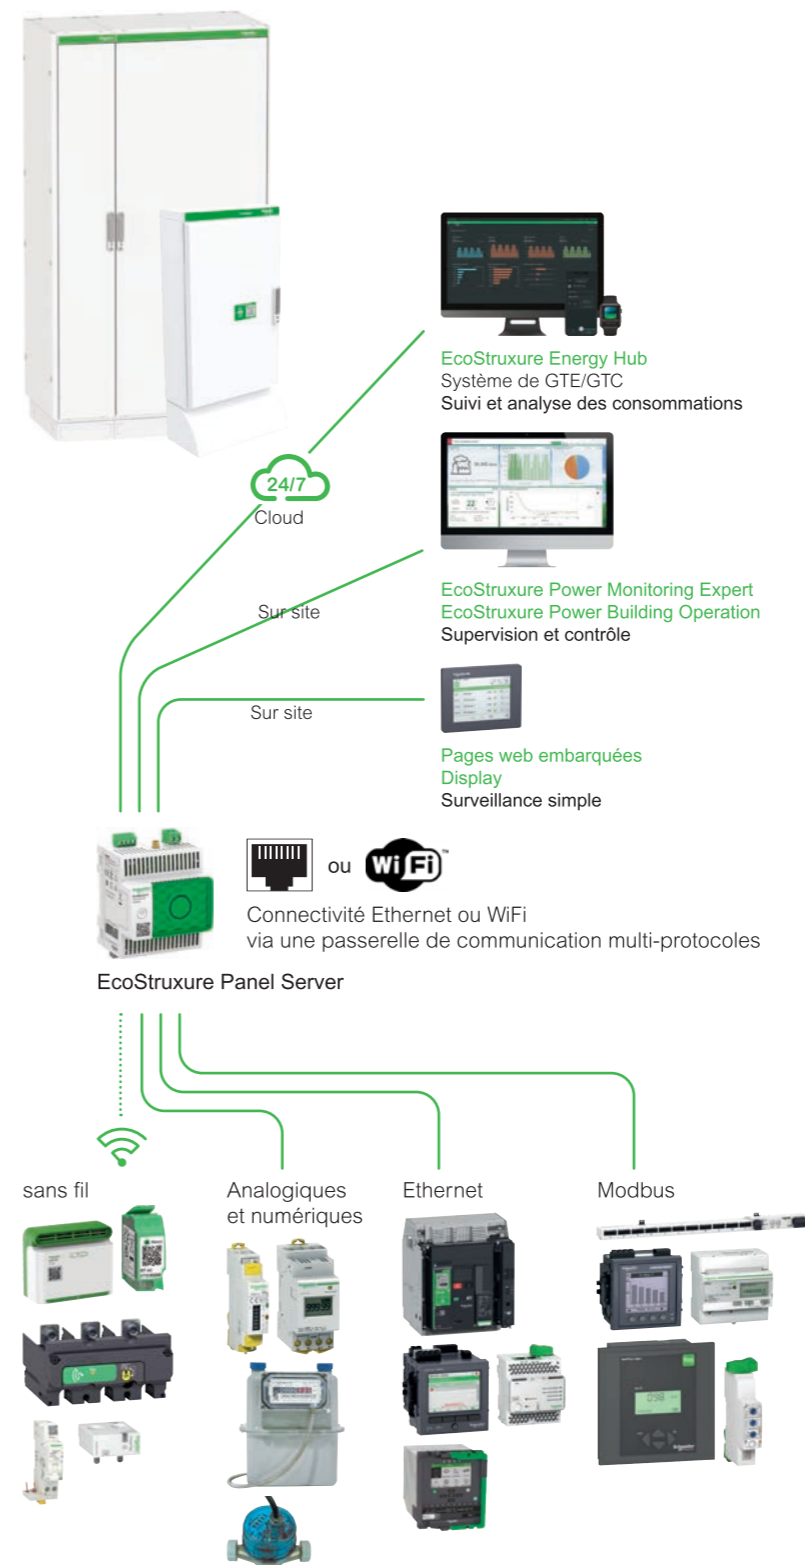 EcoStruxure Energy Hub
Système de GTE/GTC
Suivi et analyse des consommations
24/7
Cloud
EcoStruxure Power Monitoring Expert
EcoStruxure Power Building Operation
Supervision et contrôle
Sur site
Sur site
Pages web embarquées
Display
Surveillance simple
ou
Wi Fi™
Connectivité Ethernet ou WiFi
via une passerelle de communication multi-protocoles
EcoStruxure Panel Server
sans fil
Analogiques
et numériques
Ethernet
Modbus